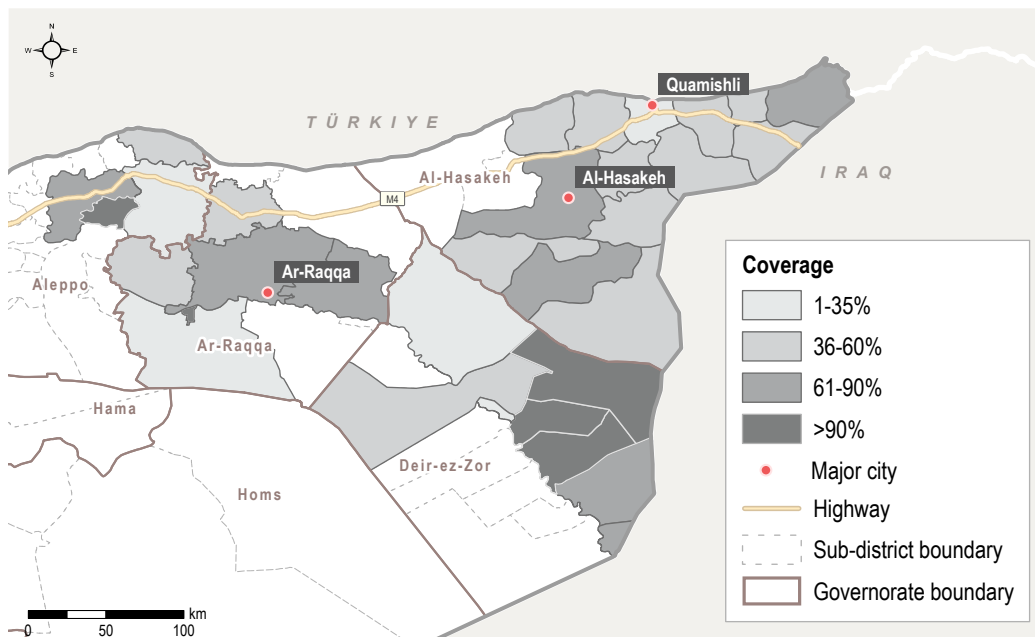 N
W E
S
TÜRKIYE
Quamishli
IRAQ
Al-Hasakeh
Al-Hasakeh
M4
Ar-Raqqa
Aleppo
Ar-Raqqa
Hama
Deir-ez-Zor
Homs
Coverage
1-35%
36-60%
61-90%
>90%
Major city
Highway
Sub-district boundary
Governorate boundary
km
0 50 100